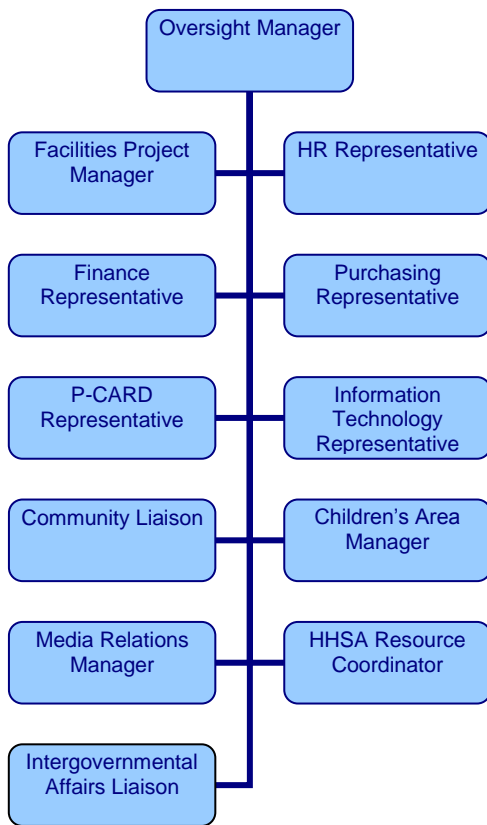 Oversight Manager
Facilities Project
Manager
HR Representative
Finance
Representative
Purchasing
Representative
P-CARD
Representative
Information
Technology
Representative
Community Liaison
Children’s Area
Manager
Media Relations
Manager
HHSA Resource
Coordinator
Intergovernmental
Affairs Liaison